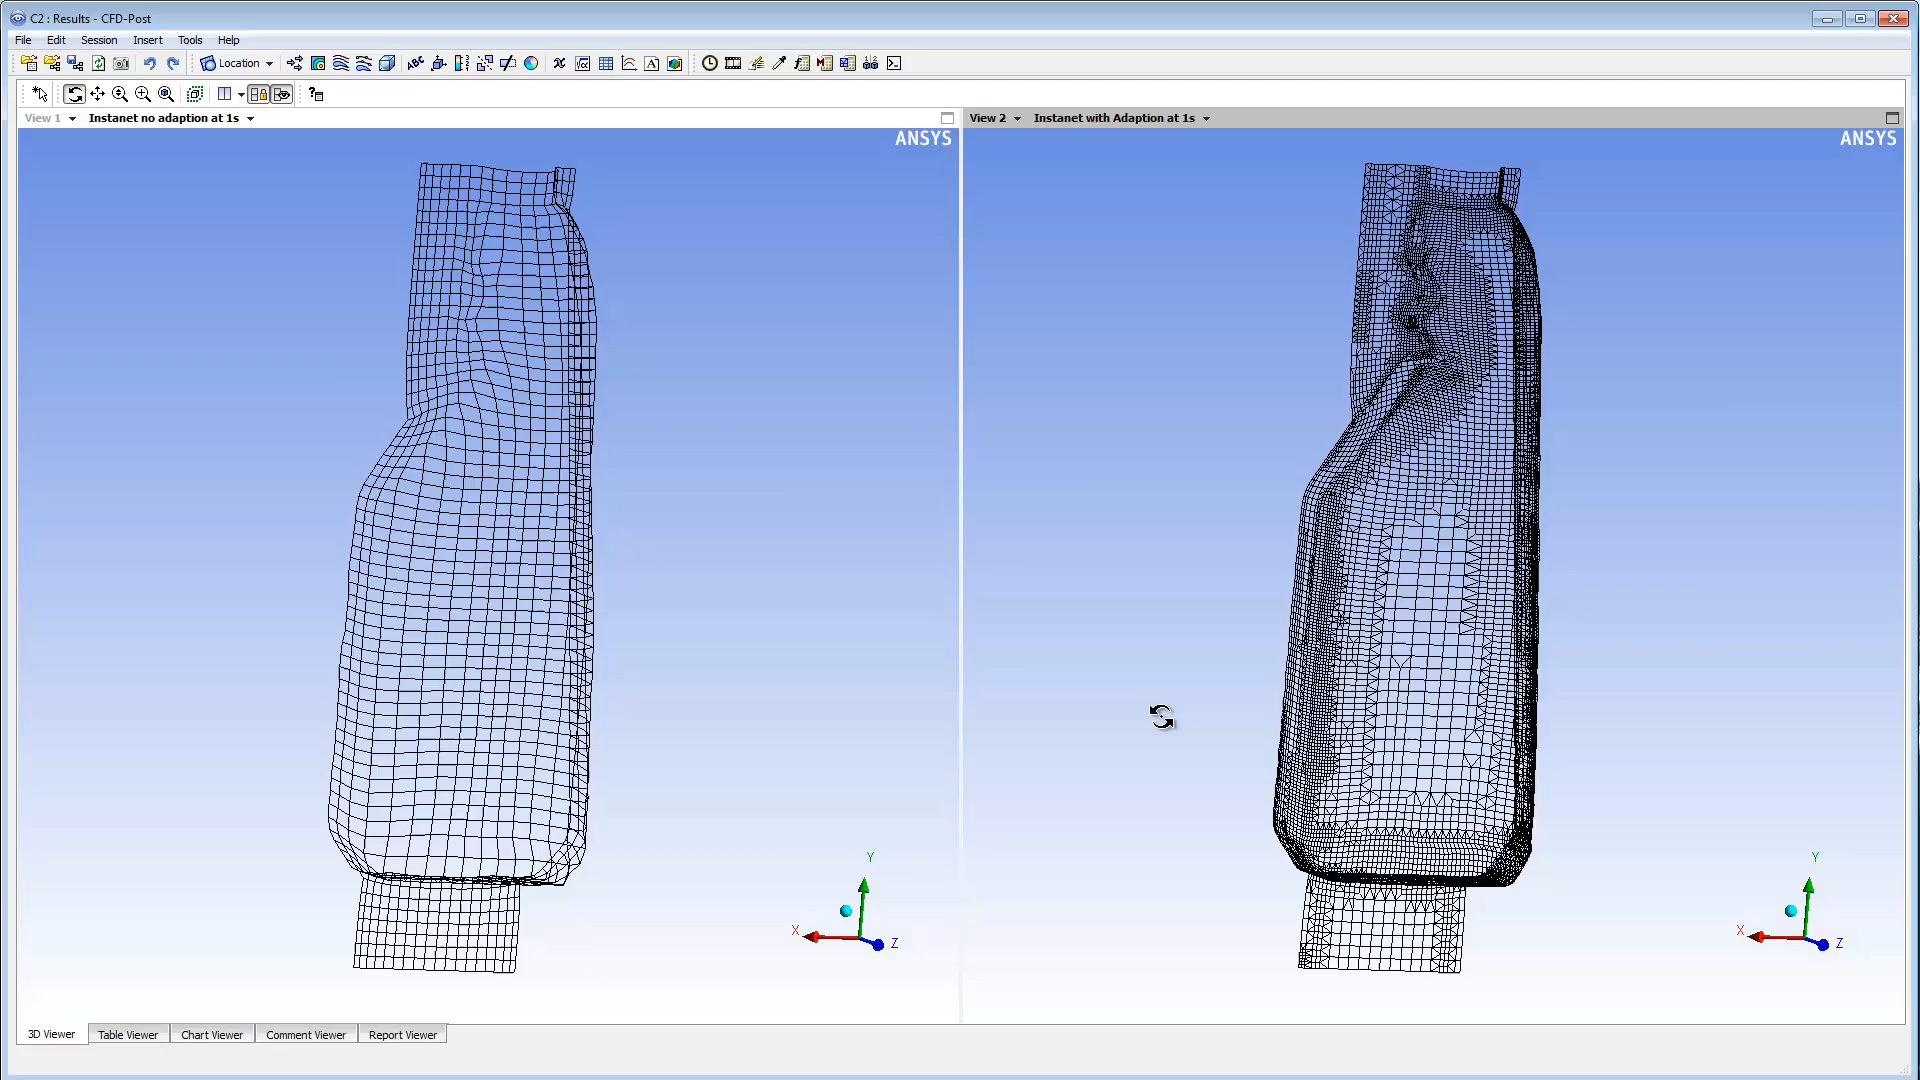 C2 : Results - CFD-Post
File Edit Session Insert Tools Help
Location
View 1 Instanet no adaption at 1s
View 2 Instanet with Adaption at 1s
ANSYS
ANSYS
Y
X
Z
Y
X
Z
3D Viewer Table Viewer Chart Viewer Comment Viewer Report Viewer